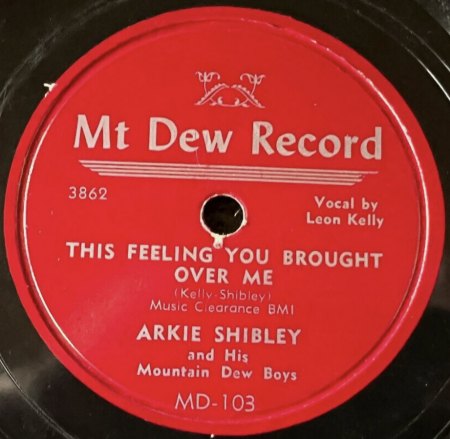 Mt Dew Record
3862
Vocal by
Leon Kelly
THIS FEELING YOU BROUGHT
OVER ME
(Kelly-Shibley)
Music Clearance BMI
ARKIE SHIBLEY
and His
Mountain Dew Boys
MD-103